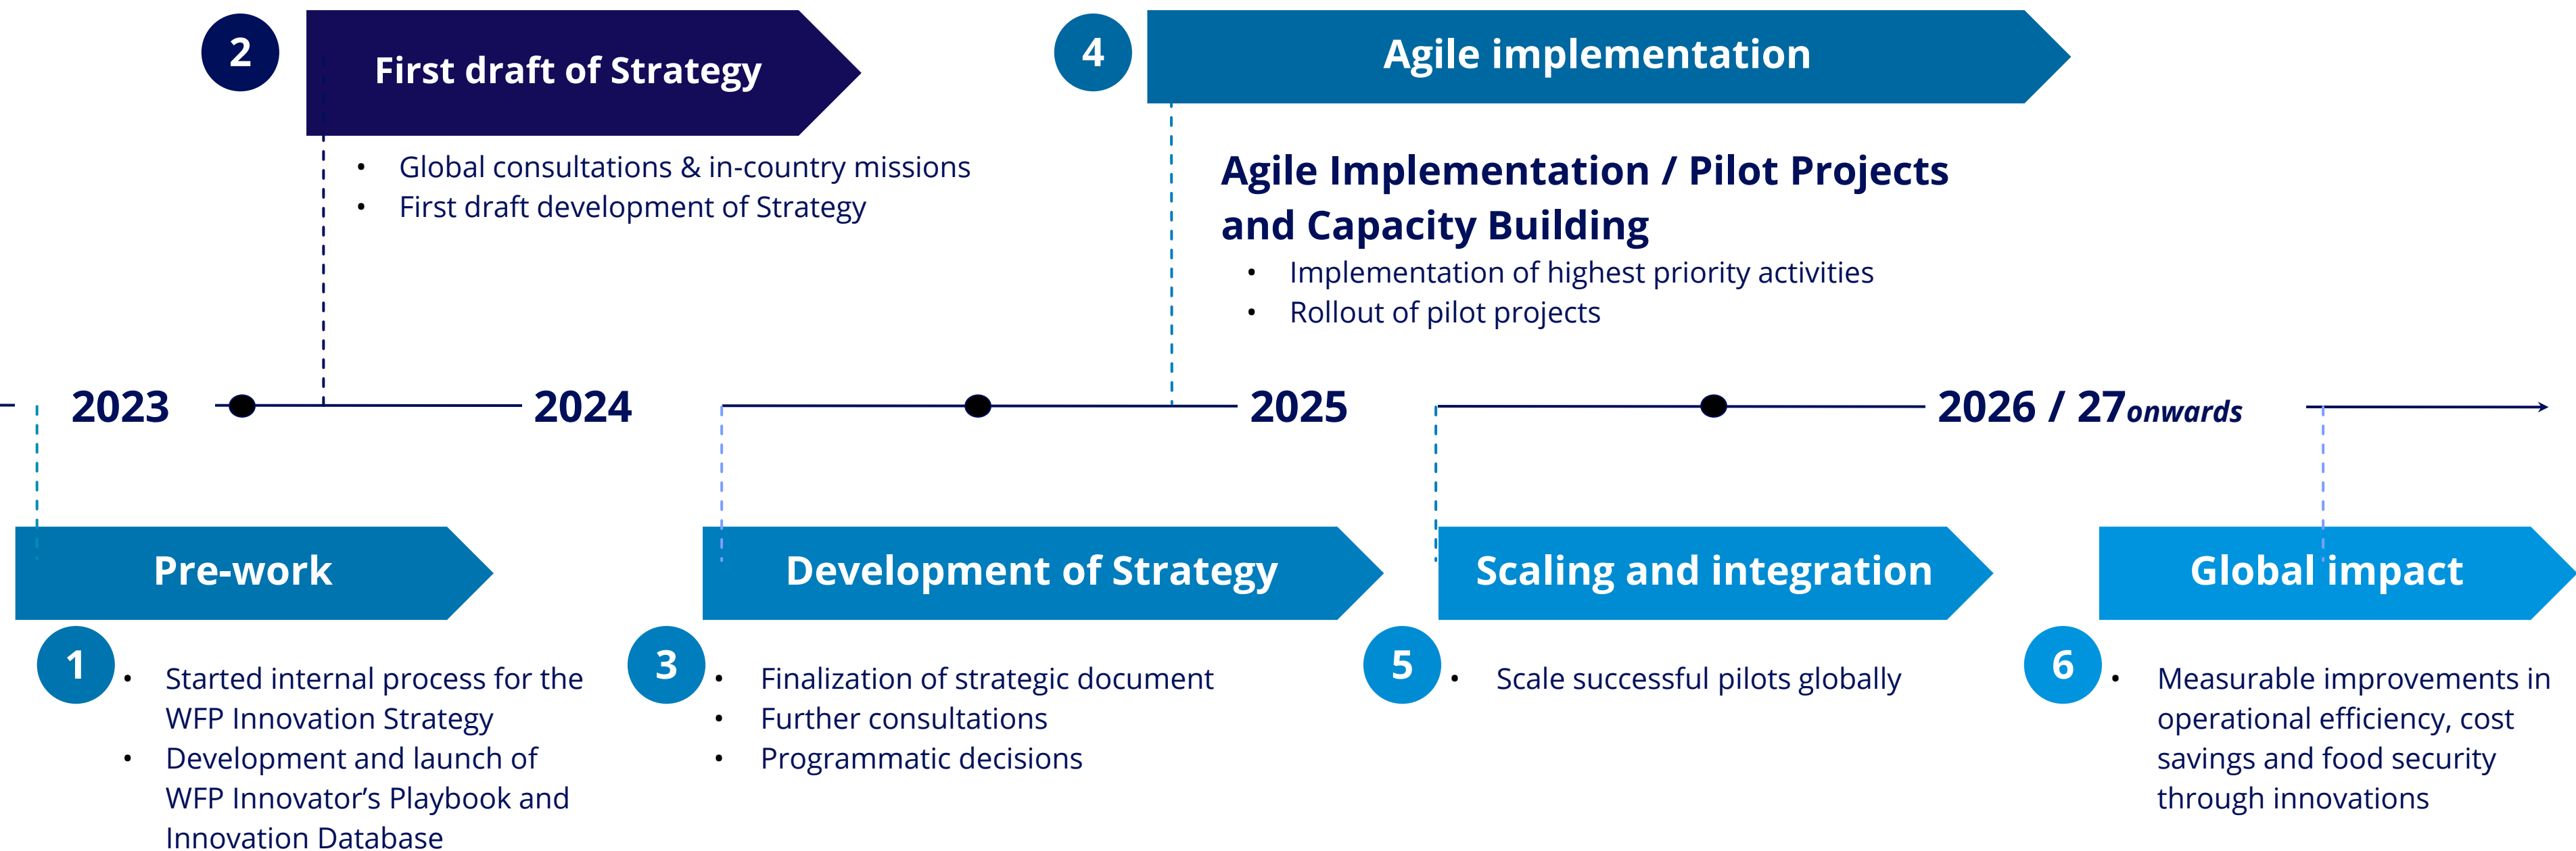 2
First draft of Strategy
• Global consultations & in-country missions
• First draft development of Strategy
4
Agile implementation
Agile Implementation / Pilot Projects
and Capacity Building
• Implementation of highest priority activities
• Rollout of pilot projects
2023
2024
2025
2026 / 27onwards
Pre-work
1
• Started internal process for the
WFP Innovation Strategy
• Development and launch of
WFP Innovator’s Playbook and
Innovation Database
Development of Strategy
3
• Finalization of strategic document
• Further consultations
• Programmatic decisions
Scaling and integration
5
• Scale successful pilots globally
Global impact
6
• Measurable improvements in
operational efficiency, cost
savings and food security
through innovations